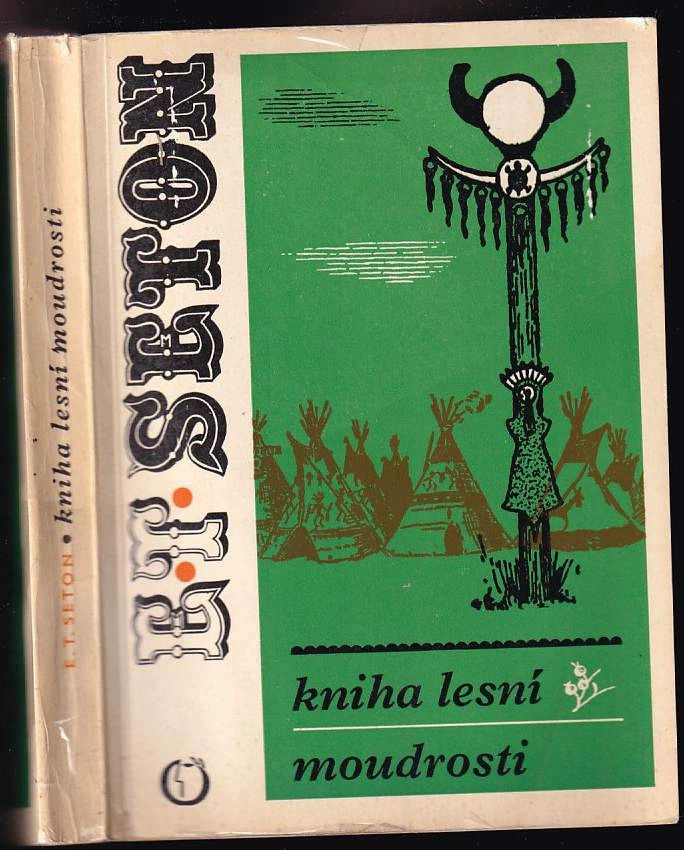 E. T. SETON • kniha lesní moudrosti
E.T. SETON
kniha lesní
moudrosti